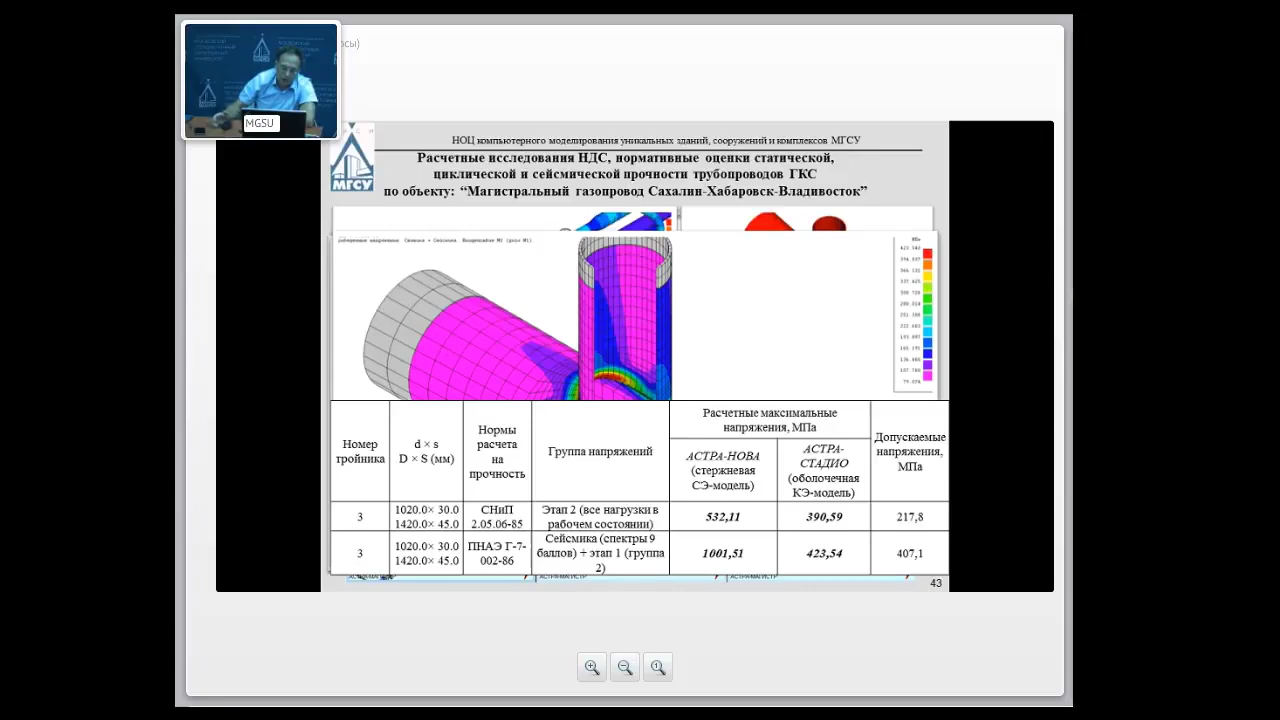 осы)
MGSU
НОЦ компьютерного моделирования уникальных зданий, сооружений и комплексов МГСУ
Расчетные исследования НДС, нормативные оценки статической,
циклической и сейсмической прочности трубопроводов ГКС
по объекту: “Магистральный газопровод Сахалин-Хабаровск-Владивосток”
МГСУ
Номер
тройника
d × s
D × S (мм)
Нормы
расчета
на
прочность
Группа напряжений
Расчетные максимальные
напряжения, МПа
АСТРА-НОВА
(стержневая
СЭ-модель)
АСТРА-
СТАДИО
(оболочечная
КЭ-модель)
Допускаемые
напряжения,
МПа
3
1020.0× 30.0
1420.0× 45.0
СНиП
2.05.06-85
Этап 2 (все нагрузки в
рабочем состоянии)
532,11
390,59
217,8
3
1020.0× 30.0
1420.0× 45.0
ПНАЭ Г-7-
002-86
Сейсмика (спектры 9
баллов) + этап 1 (группа
2)
1001,51
423,54
407,1
43